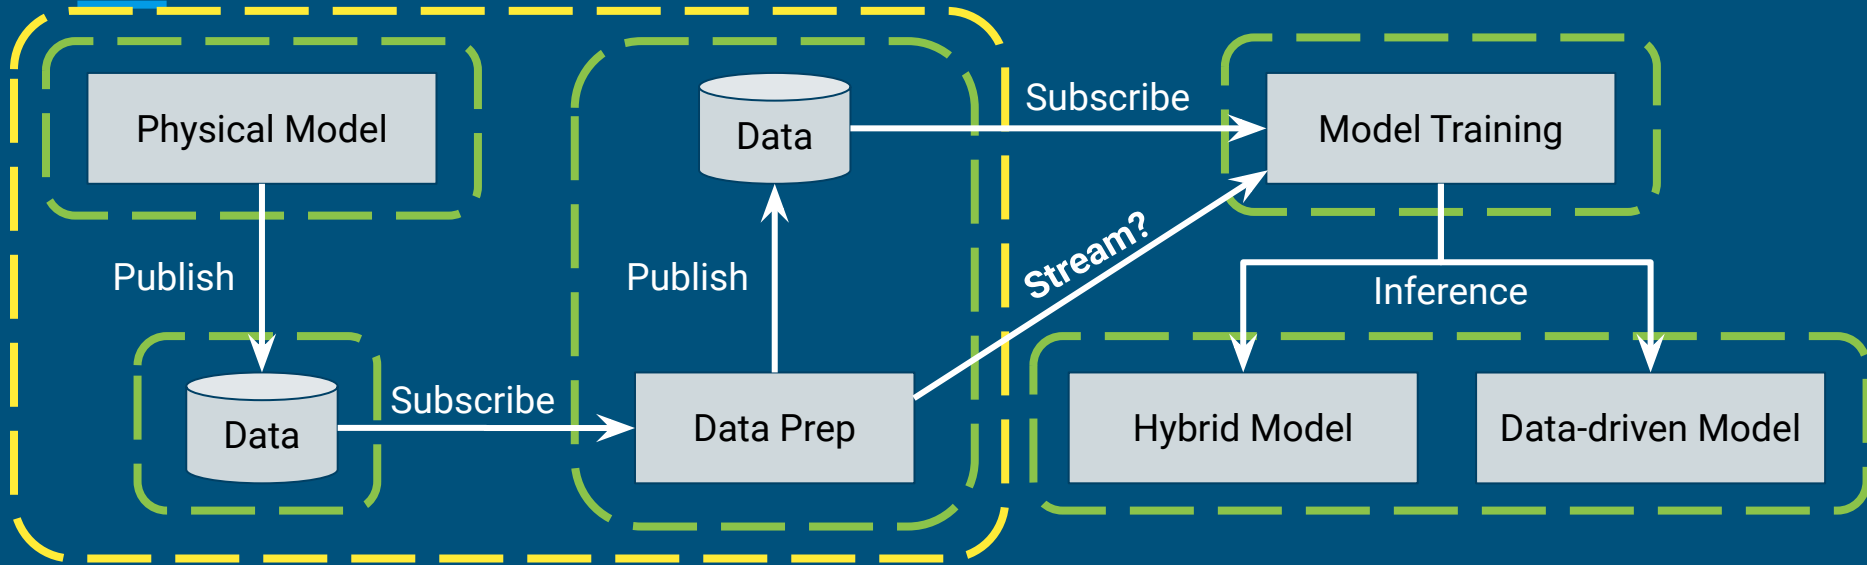 Physical Model
Publish
Data
Subscribe
Data Prep
Publish
Data
Subscribe
Stream?
Model Training
Inference
Hybrid Model
Data-driven Model